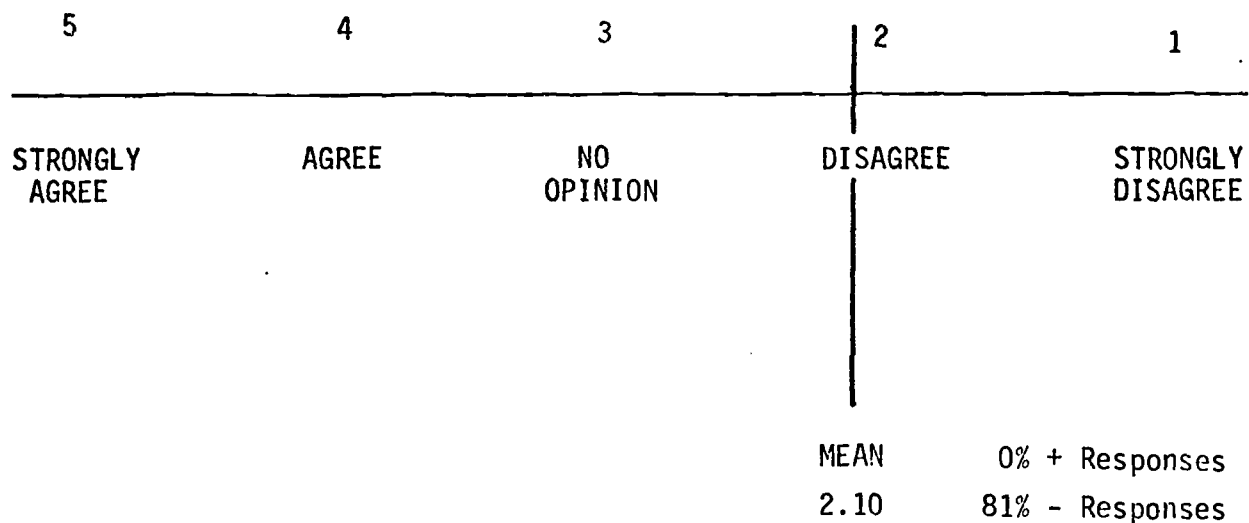 5 4 3 2 1
STRONGLY AGREE NO DISAGREE STRONGLY
AGREE OPINION DISAGREE
MEAN 0% + Responses
2.10 81% - Responses